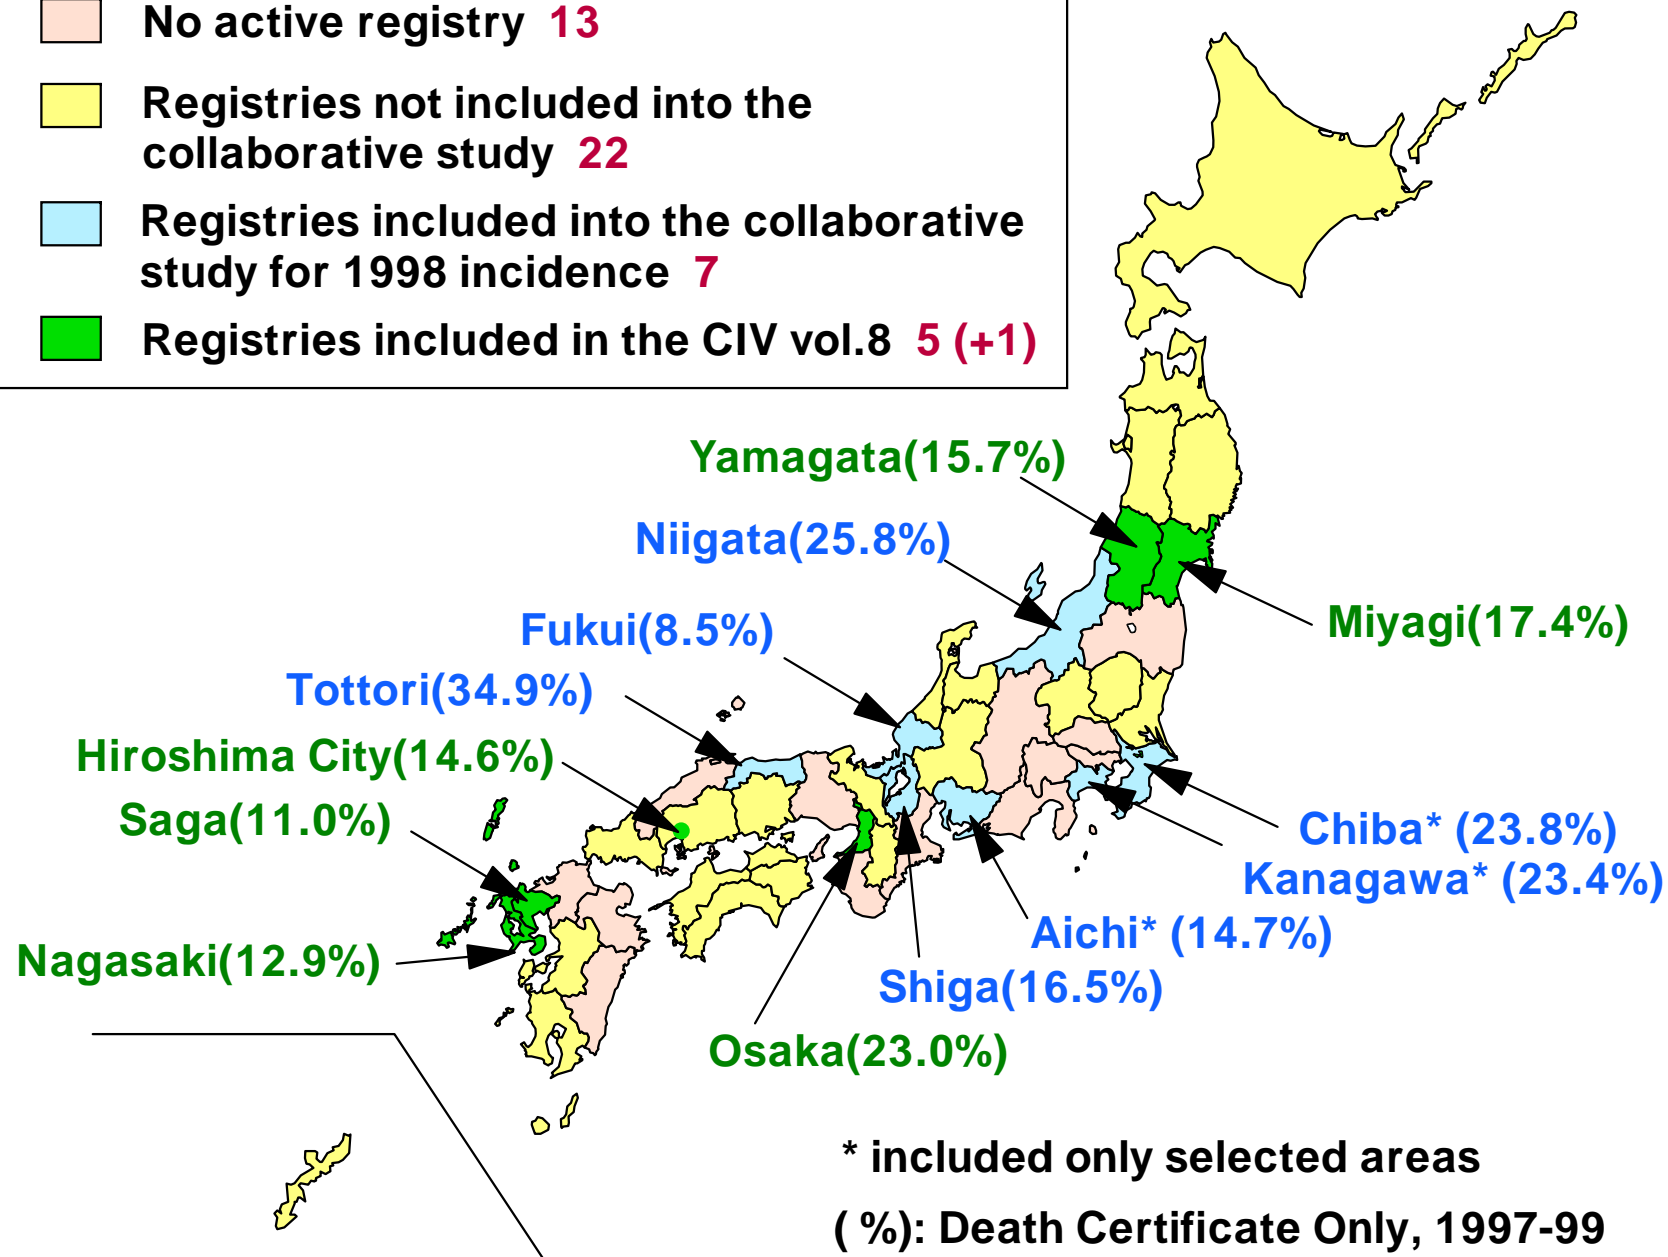 No active registry 13
Registries not included into the
collaborative study 22
Registries included into the collaborative
study for 1998 incidence 7
Registries included in the CIV vol.8 5 (+1)
Yamagata(15.7%)
Niigata(25.8%)
Miyagi(17.4%)
Fukui(8.5%)
Tottori(34.9%)
Hiroshima City(14.6%)
Saga(11.0%)
Chiba* (23.8%)
Kanagawa* (23.4%)
Aichi* (14.7%)
Nagasaki(12.9%)
Shiga(16.5%)
Osaka(23.0%)
* included only selected areas
( %): Death Certificate Only, 1997-99